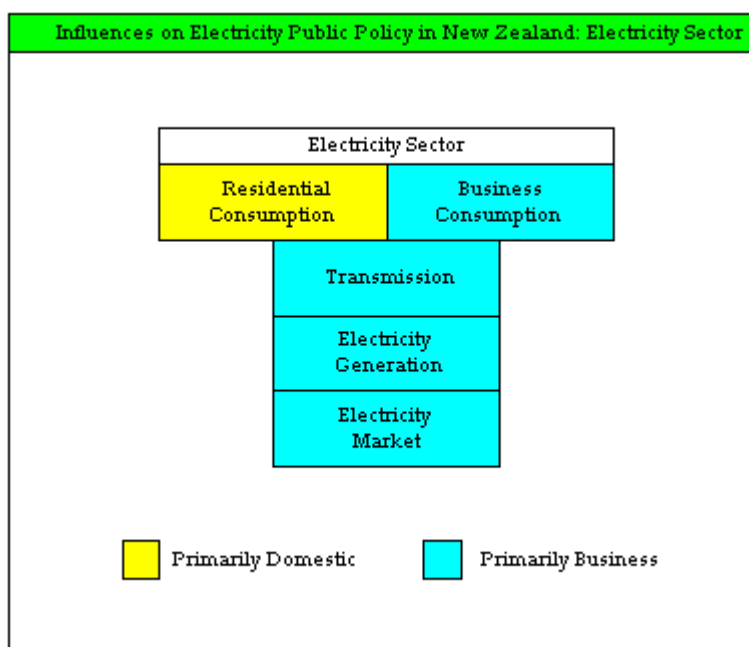 Influences on Electricity Public Policy in New Zealand: Electricity Sector
Electricity Sector
Residential
Consumption
Business
Consumption
Transmission
Electricity
Generation
Electricity
Market
Primarily Domestic
Primarily Business